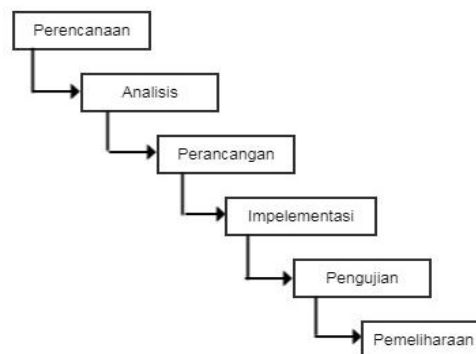 Perencanaan
Analisis
Perancangan
Impelementasi
Pengujian
Pemeliharaan